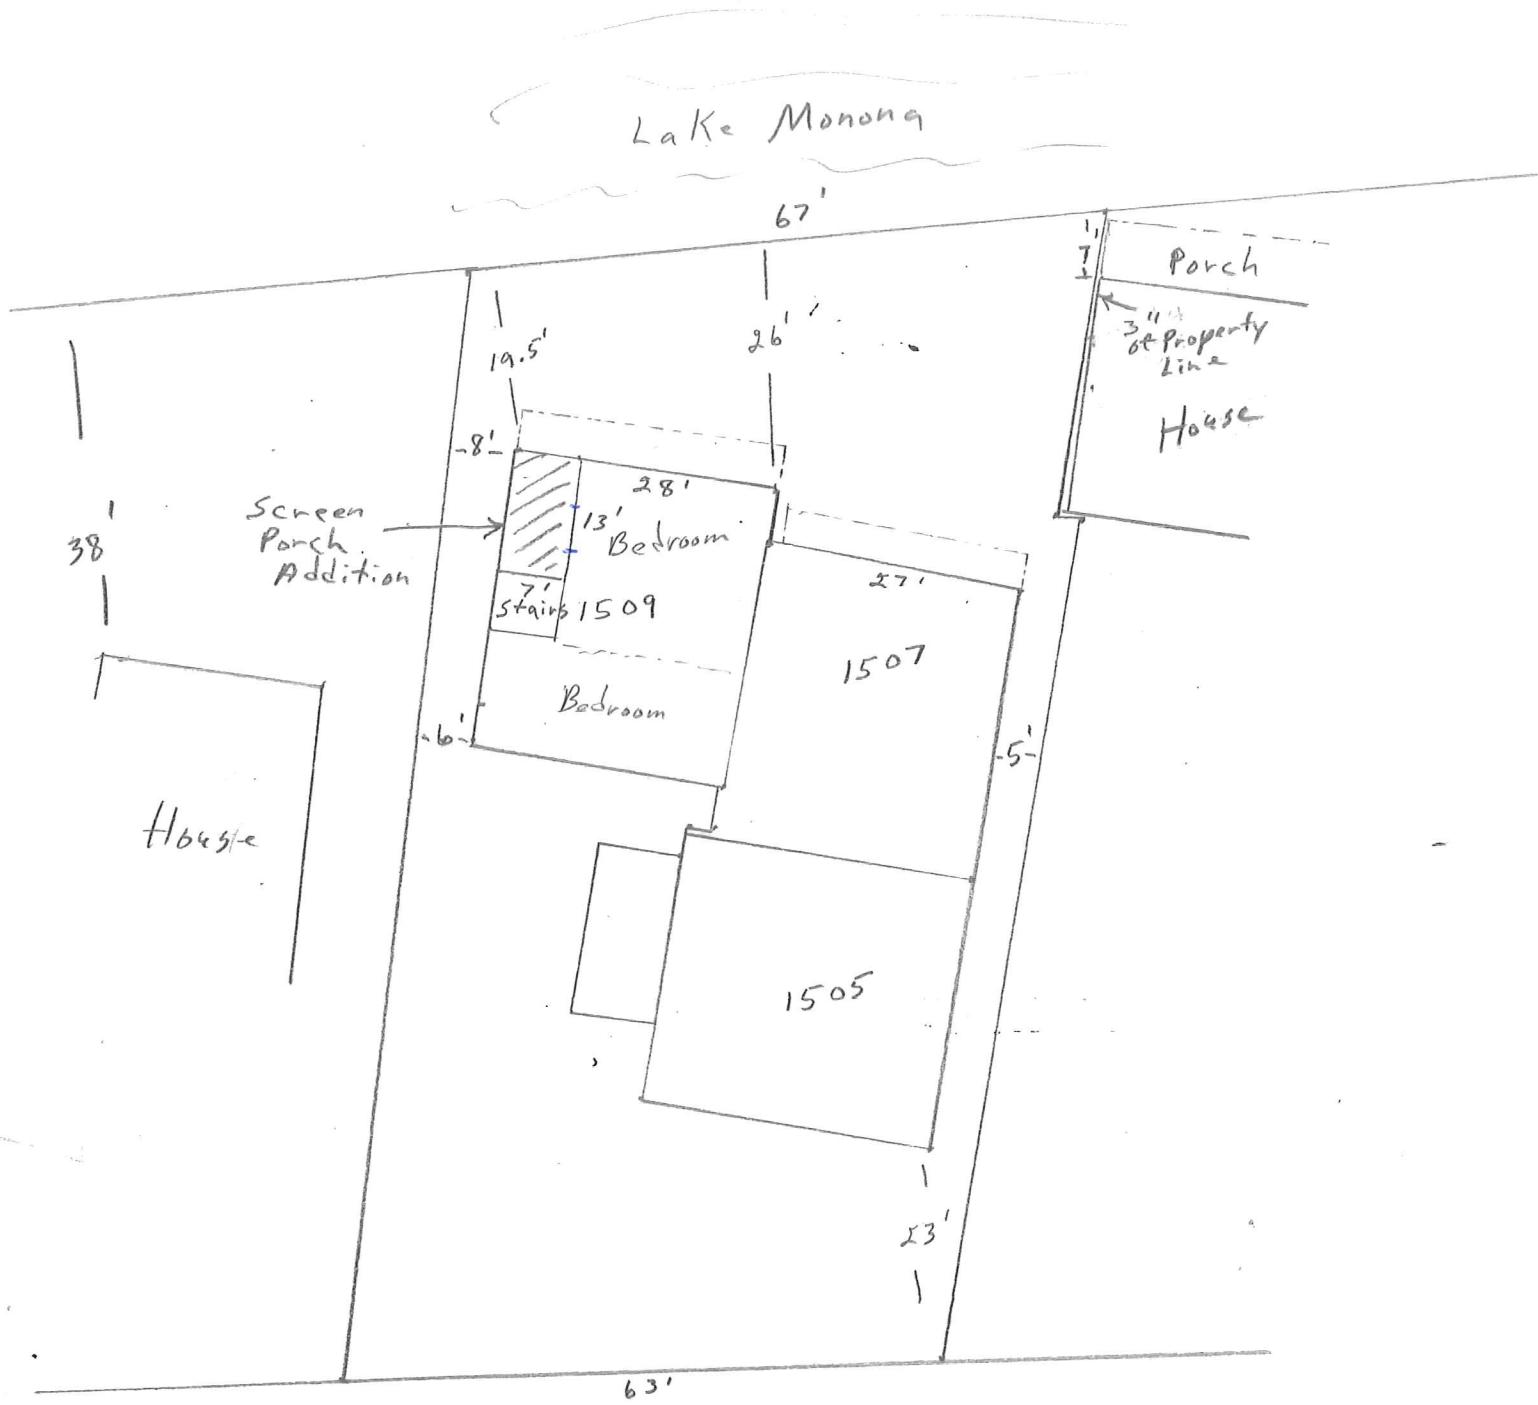 Lake Monona
67'
7'
Porch
3"
of Property
Line
House
19.5'
26'
8'
28'
Screen
Porch
Addition
13'
Bedroom
38'
27'
7'
Stairs
1509
1507
Bedroom
6'
5'
House
1505
23'
63'